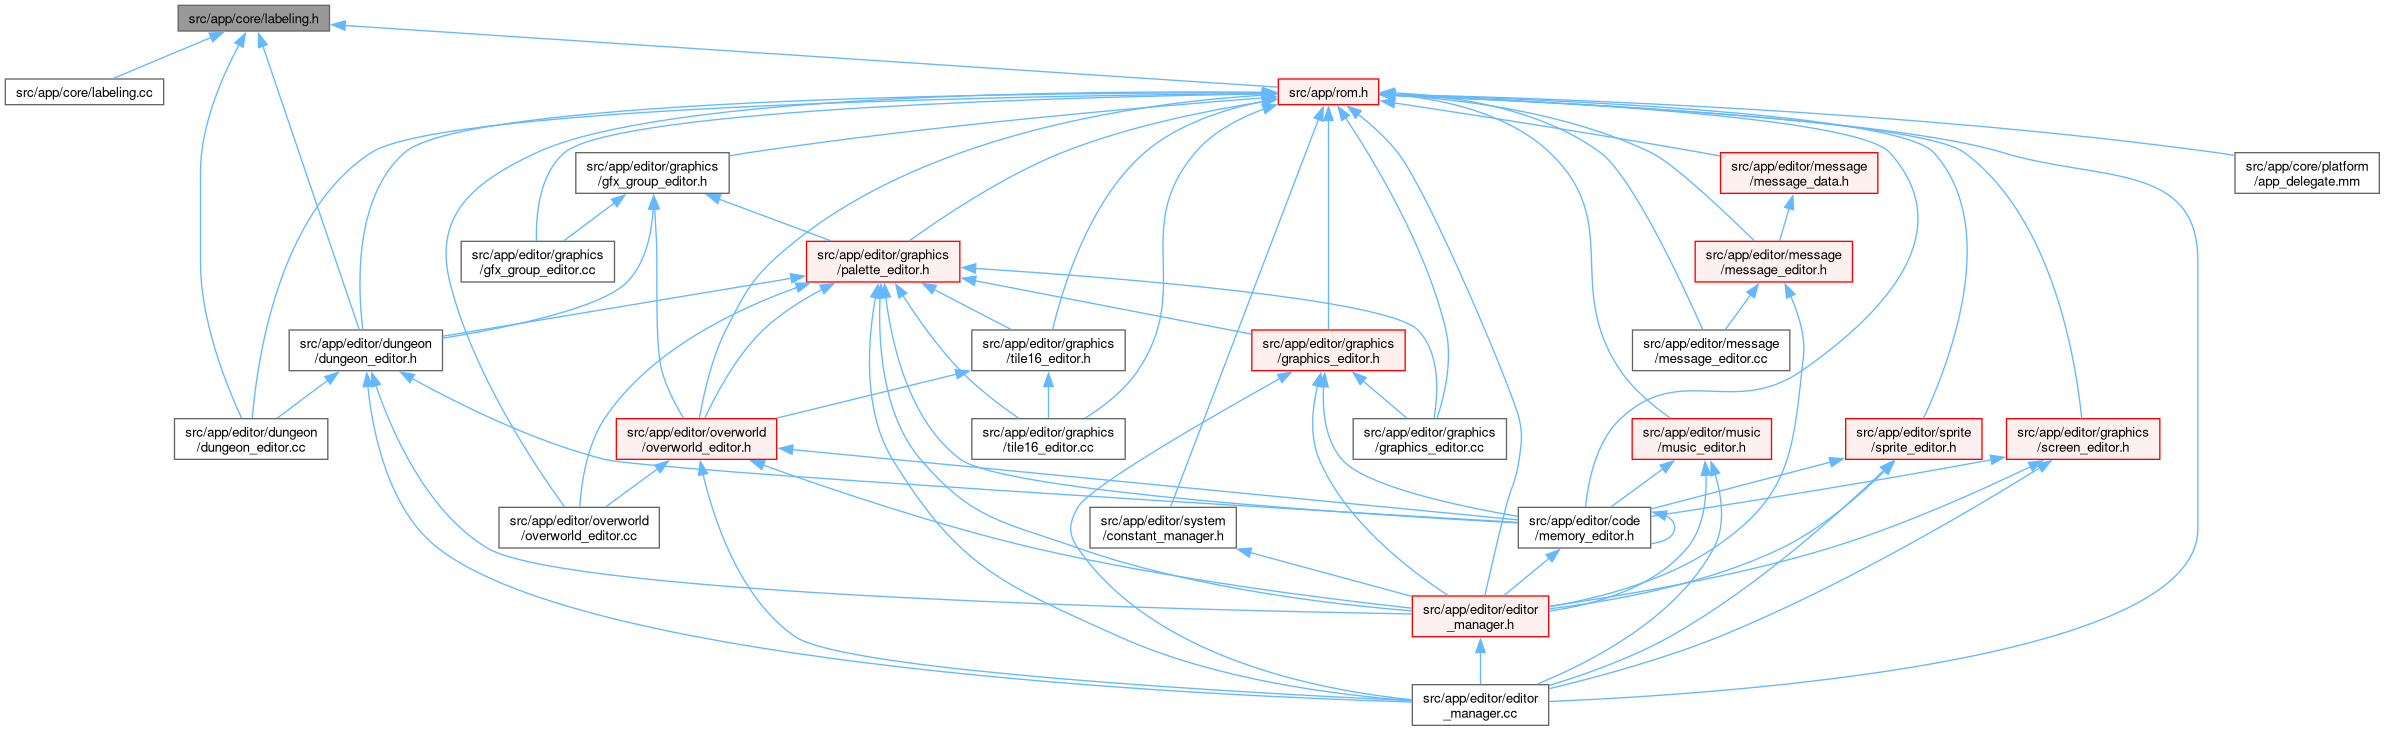 src/app/core/labeling.h
src/app/core/labeling.cc
src/app/rom.h
src/app/editor/graphics
/gfx_group_editor.h
src/app/editor/message
/message_data.h
src/app/core/platform
/app_delegate.mm
src/app/editor/graphics
/gfx_group_editor.cc
src/app/editor/graphics
/palette_editor.h
src/app/editor/message
/message_editor.h
src/app/editor/dungeon
/dungeon_editor.h
src/app/editor/graphics
/tile16_editor.h
src/app/editor/graphics
/graphics_editor.h
src/app/editor/message
/message_editor.cc
src/app/editor/dungeon
/dungeon_editor.cc
src/app/editor/overworld
/overworld_editor.h
src/app/editor/graphics
/tile16_editor.cc
src/app/editor/graphics
/graphics_editor.cc
src/app/editor/music
/music_editor.h
src/app/editor/sprite
/sprite_editor.h
src/app/editor/graphics
/screen_editor.h
src/app/editor/overworld
/overworld_editor.cc
src/app/editor/system
/constant_manager.h
src/app/editor/code
/memory_editor.h
src/app/editor/editor
_manager.h
src/app/editor/editor
_manager.cc